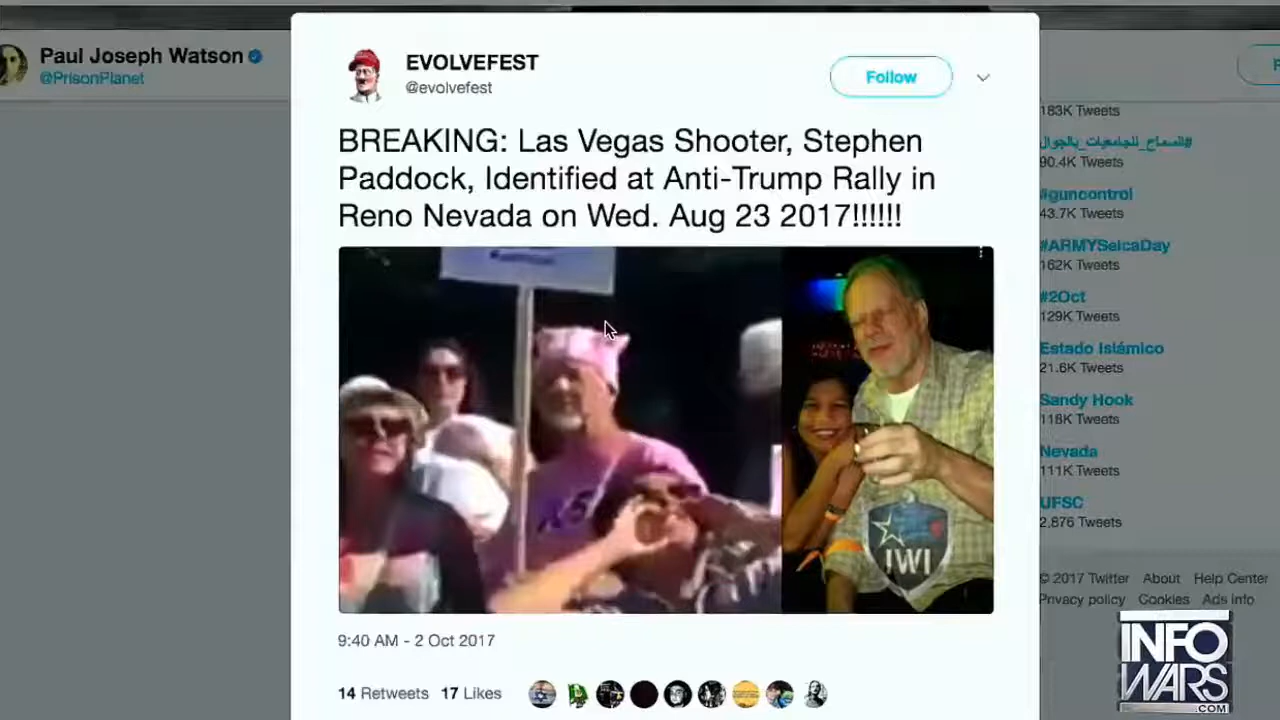 Paul Joseph Watson
@PrisonPlanet
EVOLVEFEST
@evolvefest
Follow
BREAKING: Las Vegas Shooter, Stephen
Paddock, Identified at Anti-Trump Rally in
Reno Nevada on Wed. Aug 23 2017!!!!!!
IWI
9:40 AM - 2 Oct 2017
14 Retweets 17 Likes
183K Tweets
#السماح_للجامعيات_بالجوال
90.4K Tweets
#guncontrol
43.7K Tweets
#ARMYSelcaDay
162K Tweets
#2Oct
129K Tweets
Estado Islámico
21.6K Tweets
Sandy Hook
118K Tweets
Nevada
111K Tweets
UFSC
2,876 Tweets
© 2017 Twitter About Help Center
Privacy policy Cookies Ads info
INFO
WARS
.COM